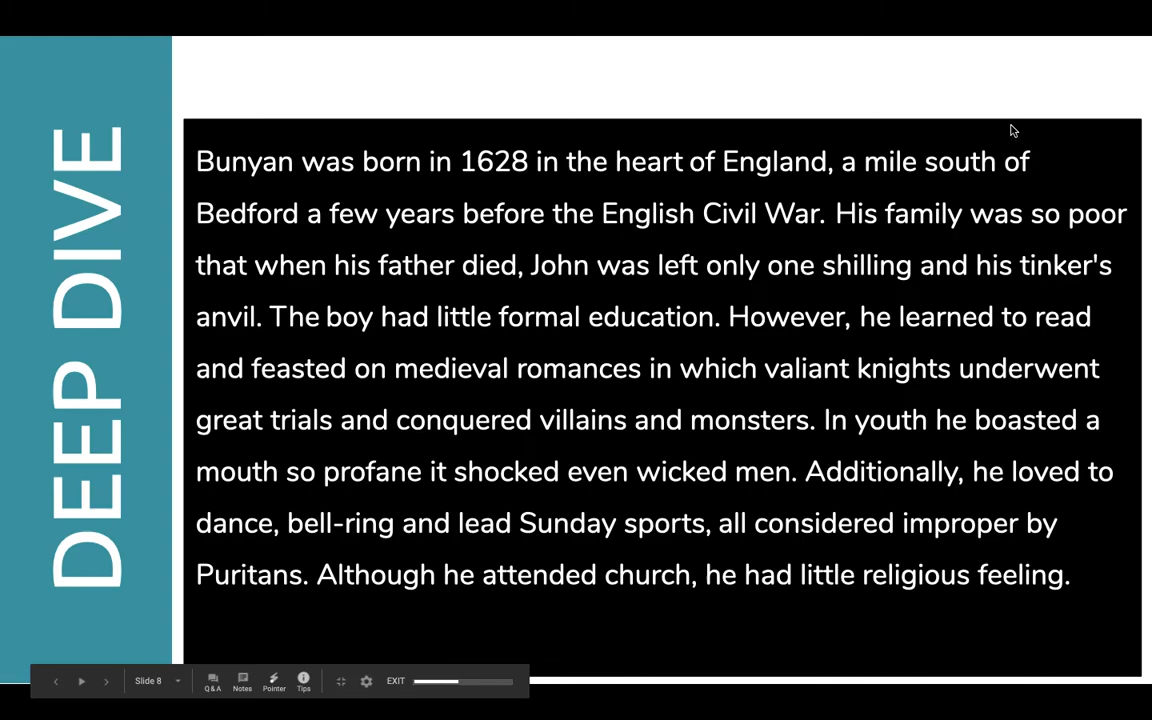 DEEP DIVE
Bunyan was born in 1628 in the heart of England, a mile south of
Bedford a few years before the English Civil War. His family was so poor
that when his father died, John was left only one shilling and his tinker's
anvil. The boy had little formal education. However, he learned to read
and feasted on medieval romances in which valiant knights underwent
great trials and conquered villains and monsters. In youth he boasted a
mouth so profane it shocked even wicked men. Additionally, he loved to
dance, bell-ring and lead Sunday sports, all considered improper by
Puritans. Although he attended church, he had little religious feeling.
Slide 8
Q&A
Notes
Pointer
Tips
EXIT